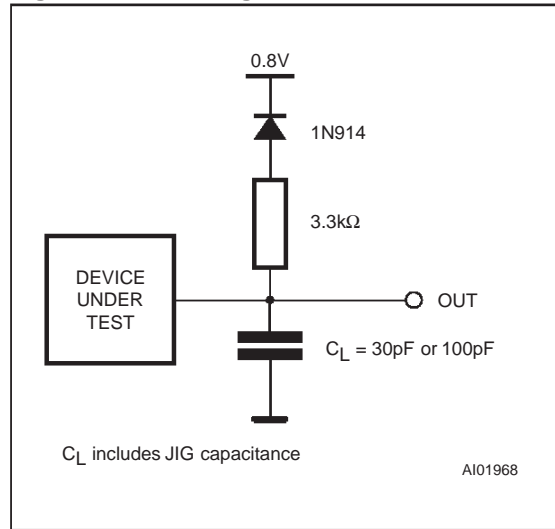 0.8V
1N914
3.3kΩ
DEVICE
UNDER
TEST
OUT
CL = 30pF or 100pF
CL includes JIG capacitance
AI01968